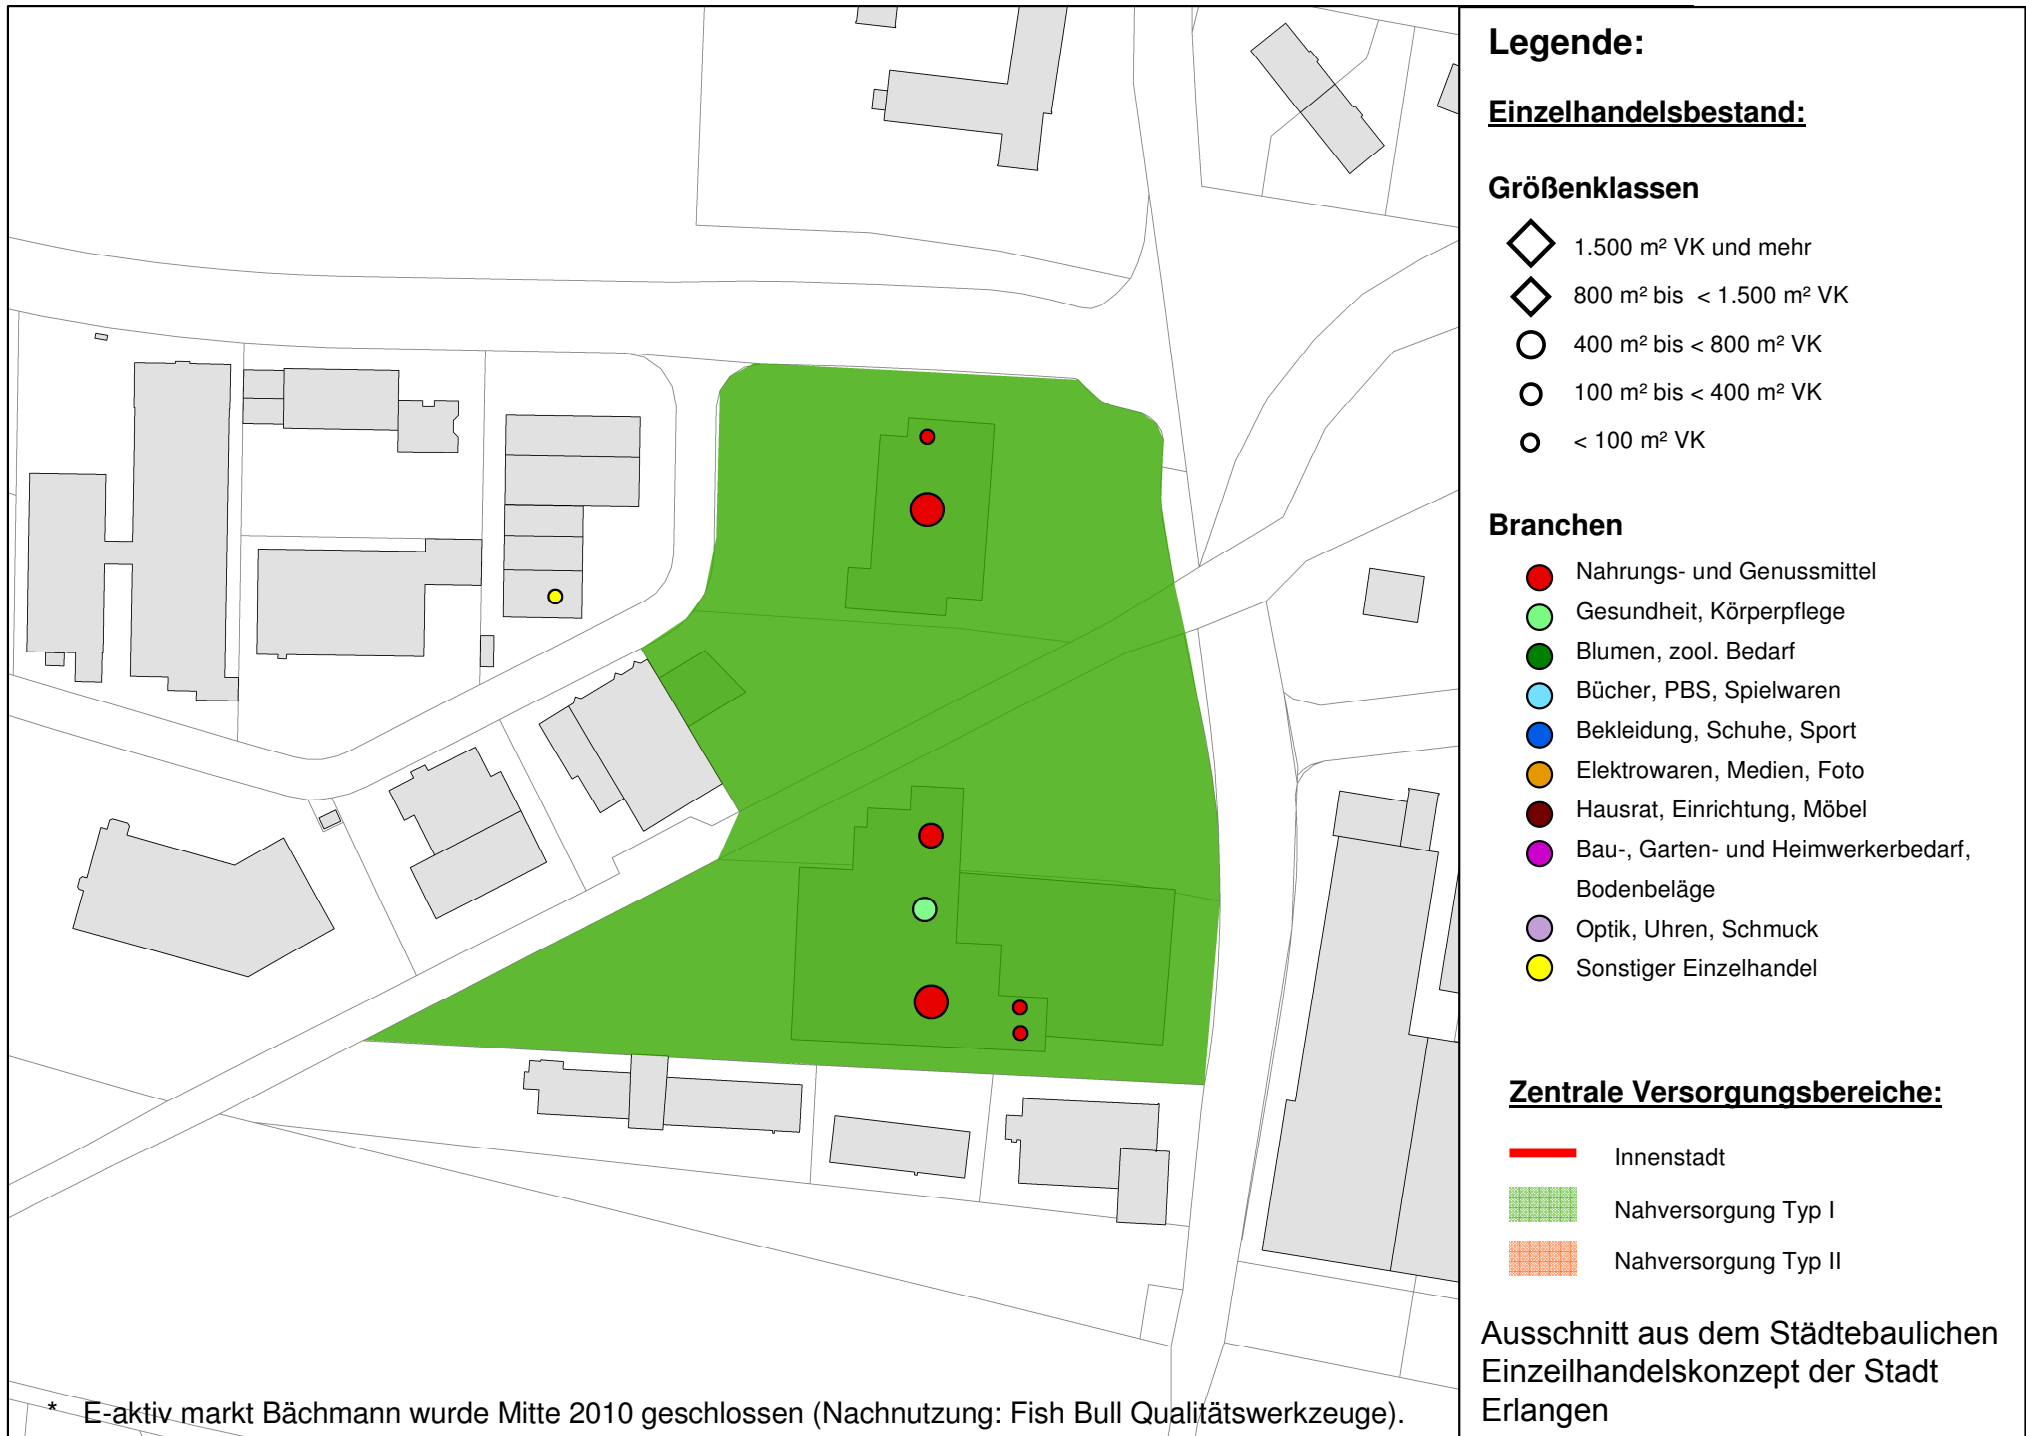 Legende:
Einzelhandelsbestand:
Größenklassen
1.500 m² VK und mehr
800 m² bis < 1.500 m² VK
400 m² bis < 800 m² VK
100 m² bis < 400 m² VK
< 100 m² VK
Branchen
Nahrungs- und Genussmittel
Gesundheit, Körperpflege
Blumen, zool. Bedarf
Bücher, PBS, Spielwaren
Bekleidung, Schuhe, Sport
Elektrowaren, Medien, Foto
Hausrat, Einrichtung, Möbel
Bau-, Garten- und Heimwerkerbedarf,
Bodenbeläge
Optik, Uhren, Schmuck
Sonstiger Einzelhandel
Zentrale Versorgungsbereiche:
Innenstadt
Nahversorgung Typ I
Nahversorgung Typ II
Ausschnitt aus dem Städtebaulichen
Einzeilhandelskonzept der Stadt
Erlangen
* E-aktiv markt Bächmann wurde Mitte 2010 geschlossen (Nachnutzung: Fish Bull Qualitätswerkzeuge).